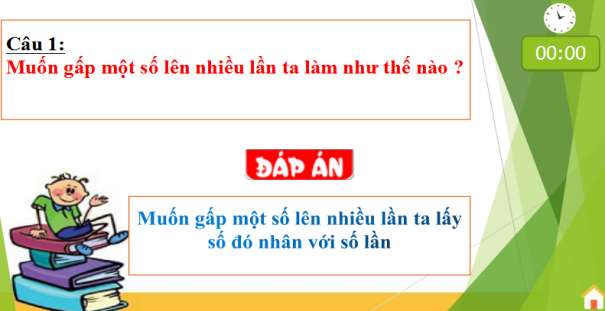 Câu 1:
Muốn gấp một số lên nhiều lần ta làm như thế nào ?
00:00
ĐÁP ÁN
Muốn gấp một số lên nhiều lần ta lấy
số đó nhân với số lần